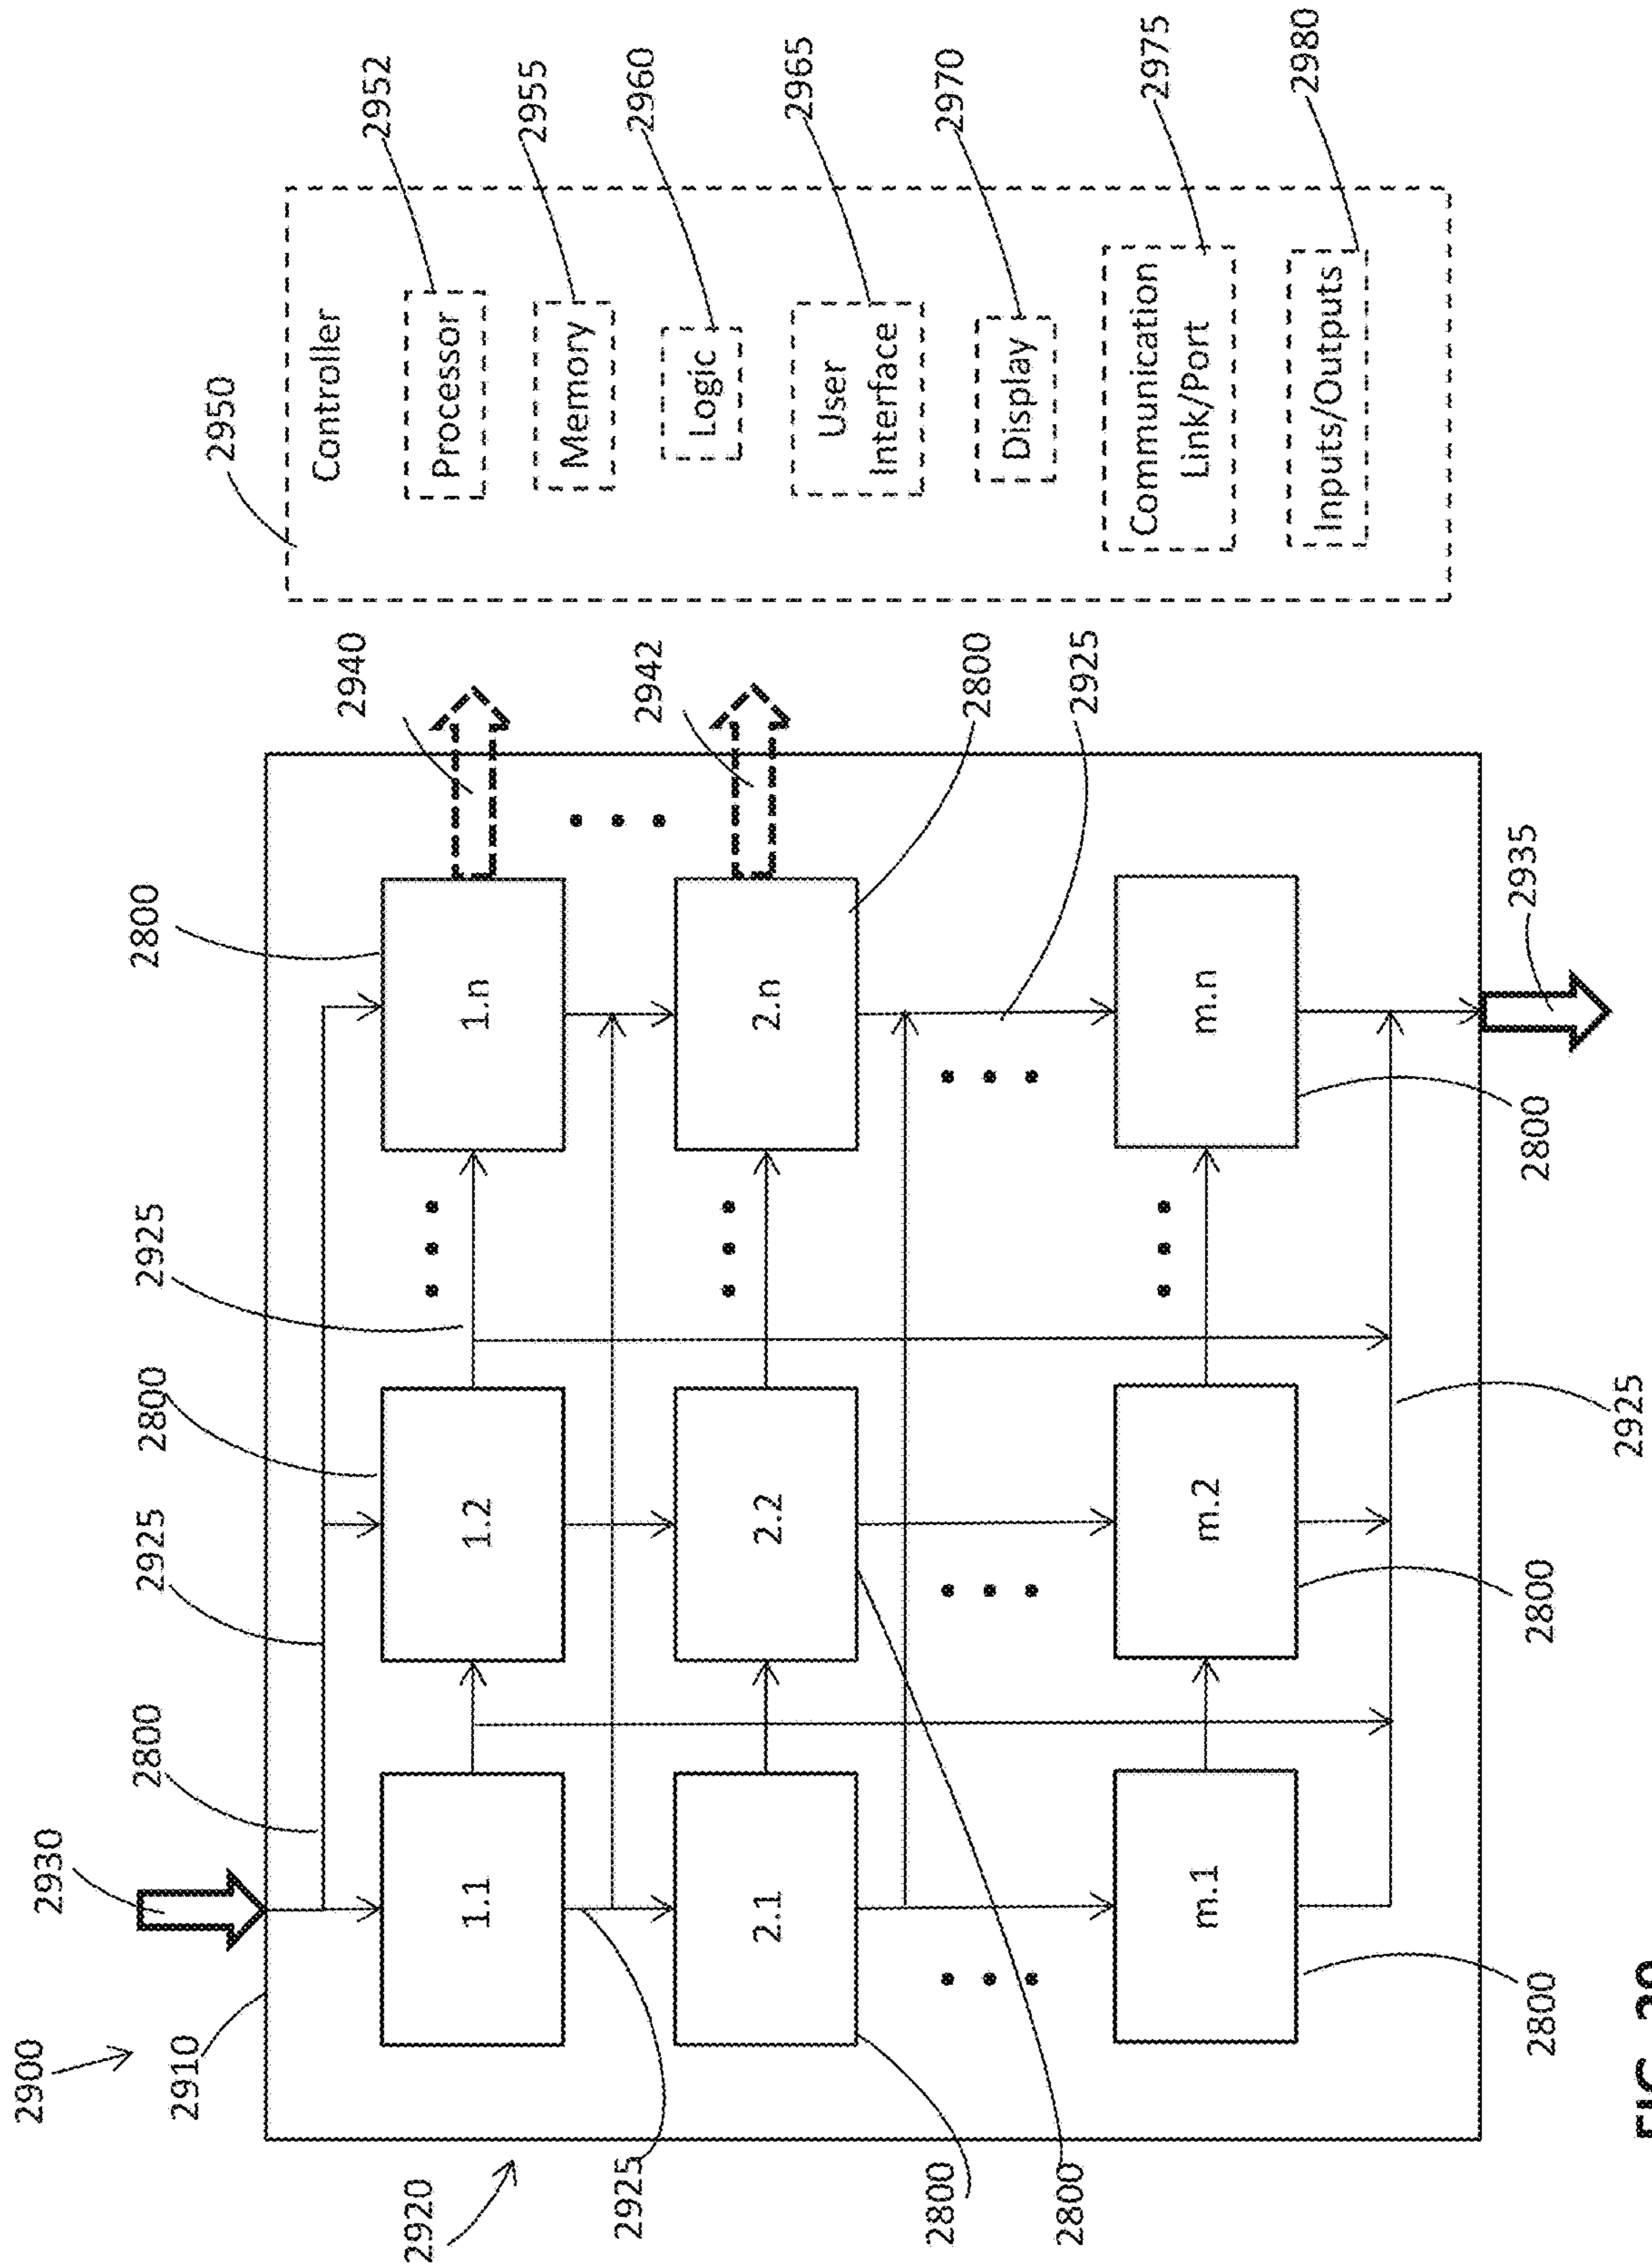 2900
2930
2800
2925
2800
2925
2800
2910
2950
Controller
2940
2952
2920
1.1
1.2
1.n
Processor
2955
Memory
2925
2942
2960
Logic
2.1
2.2
2.n
2965
User
Interface
2800
2970
2800
Display
2800
2925
2975
Communication
Link/Port
m.1
m.2
m.n
2980
Inputs/Outputs
2935
2800
2800
2800
2925
FIG. 29